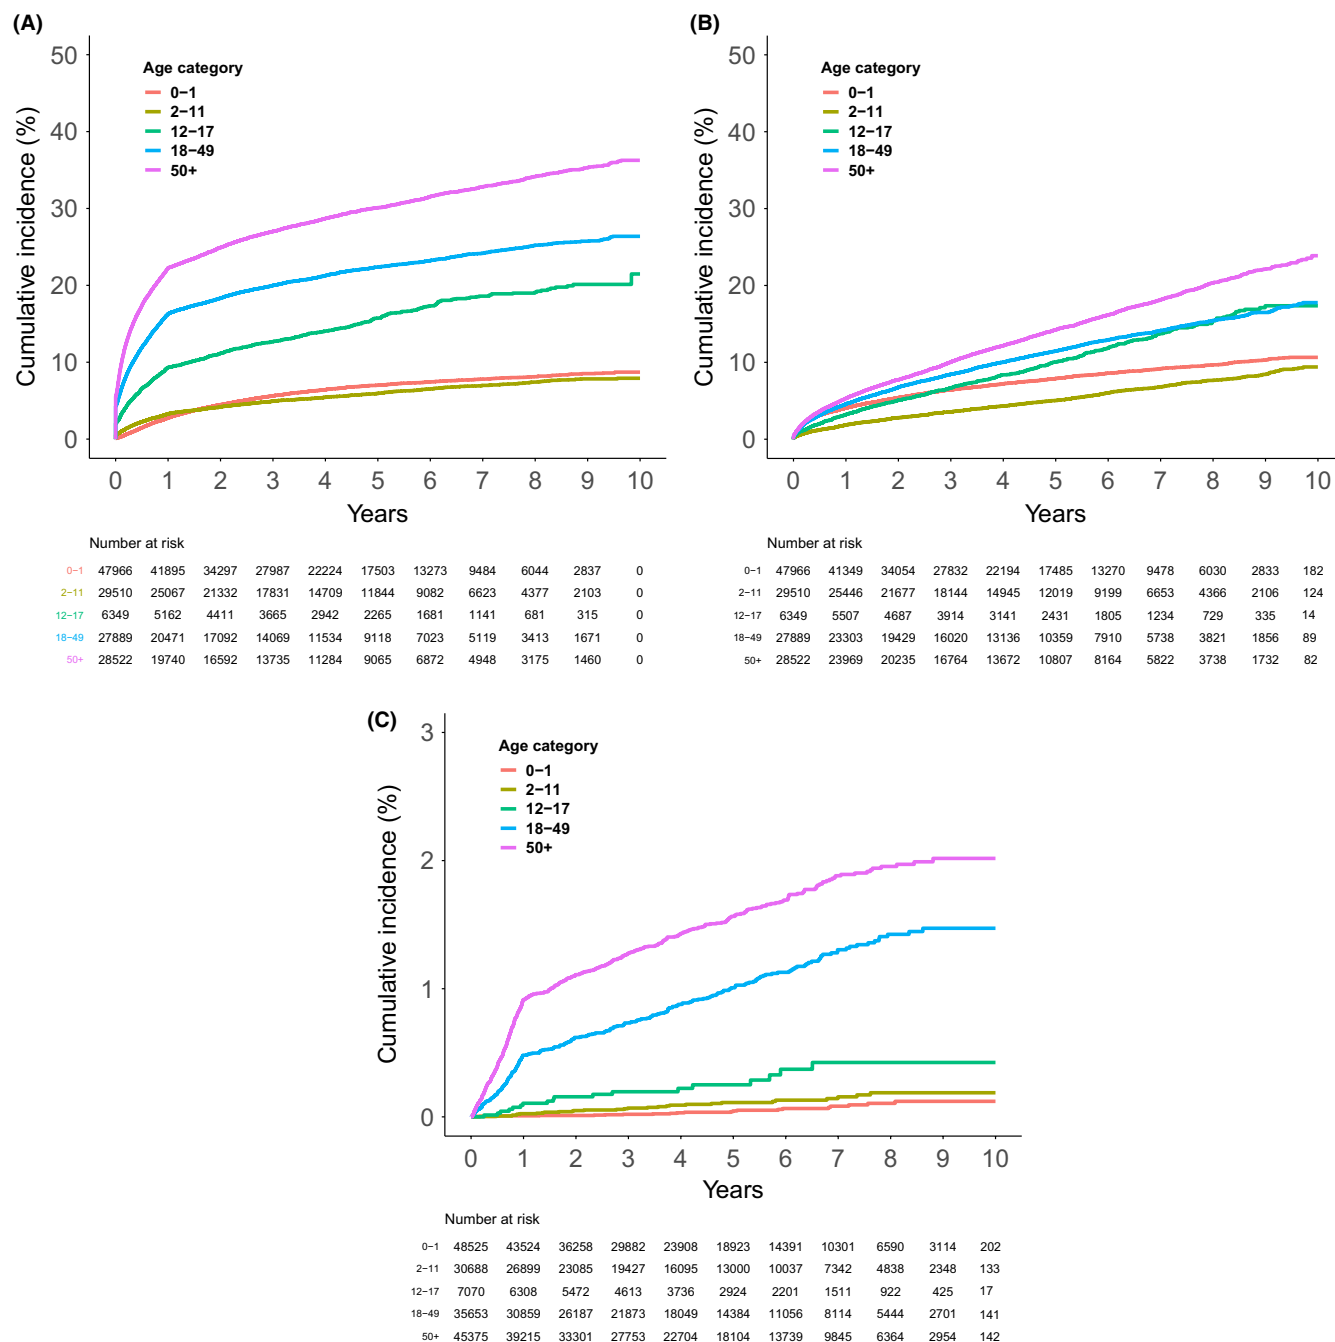 (A)
Cumulative incidence (%)
50
40
30
20
10
0
Age category
0−1
2−11
12−17
18−49
50+
0 1 2 3 4 5 6 7 8 9 10
Years
Number at risk
0−1 47966 41895 34297 27987 22224 17503 13273 9484 6044 2837 0
2−11 29510 25067 21332 17831 14709 11844 9082 6623 4377 2103 0
12−17 6349 5162 4411 3665 2942 2265 1681 1141 681 315 0
18−49 27889 20471 17092 14069 11534 9118 7023 5119 3413 1671 0
50+ 28522 19740 16592 13735 11284 9065 6872 4948 3175 1460 0
(B)
Cumulative incidence (%)
50
40
30
20
10
0
Age category
0−1
2−11
12−17
18−49
50+
0 1 2 3 4 5 6 7 8 9 10
Years
Number at risk
0−1 47966 41349 34054 27832 22194 17485 13270 9478 6030 2833 182
2−11 29510 25446 21677 18144 14945 12019 9199 6653 4366 2106 124
12−17 6349 5507 4687 3914 3141 2431 1805 1234 729 335 14
18−49 27889 23303 19429 16020 13136 10359 7910 5738 3821 1856 89
50+ 28522 23969 20235 16764 13672 10807 8164 5822 3738 1732 82
(C)
Cumulative incidence (%)
3
2
1
0
Age category
0−1
2−11
12−17
18−49
50+
0 1 2 3 4 5 6 7 8 9 10
Years
Number at risk
0−1 48525 43524 36258 29882 23908 18923 14391 10301 6590 3114 202
2−11 30688 26899 23085 19427 16095 13000 10037 7342 4838 2348 133
12−17 7070 6308 5472 4613 3736 2924 2201 1511 922 425 17
18−49 35653 30859 26187 21873 18049 14384 11056 8114 5444 2701 141
50+ 45375 39215 33301 27753 22704 18104 13739 9845 6364 2954 142